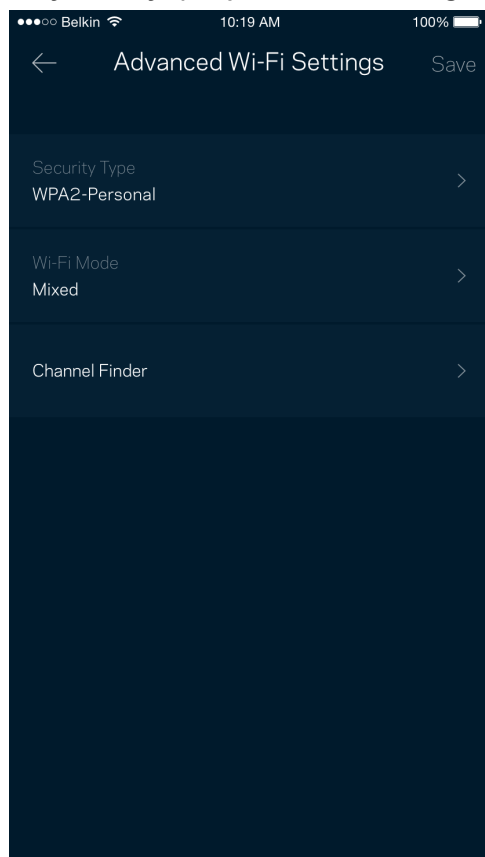 Belkin 10:19 AM 100%
Advanced Wi-Fi Settings Save
Security Type
WPA2-Personal
Wi-Fi Mode
Mixed
Channel Finder